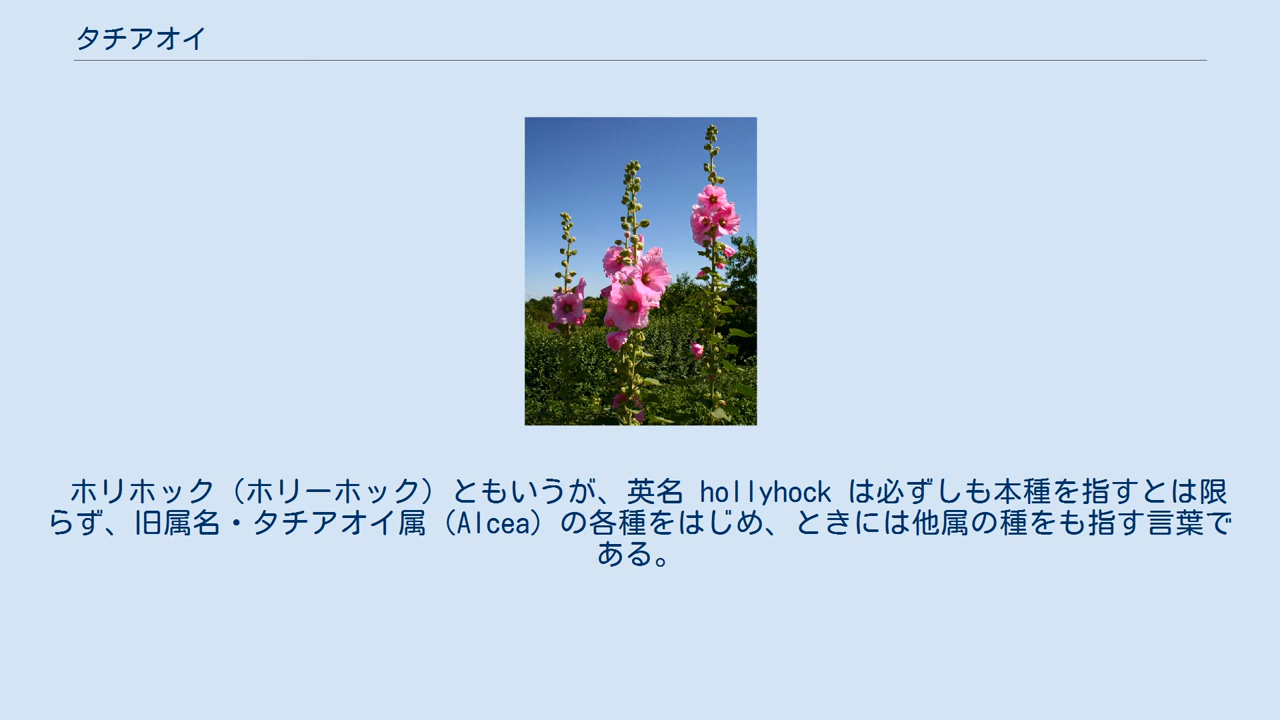 タチアオイ
ホリホック（ホリーホック）ともいうが、英名 hollyhock は必ずしも本種を指すとは限
らず、旧属名・タチアオイ属（Alcea）の各種をはじめ、ときには他属の種をも指す言葉で
ある。